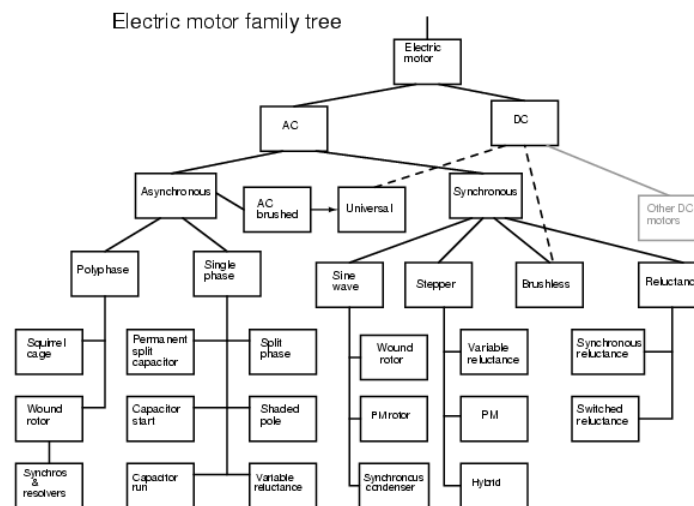 Electric motor family tree
Electric
motor
AC
DC
Asynchronous
AC
brushed
Universal
Synchronous
Other DC
motors
Polyphase
Single
phase
Sine
wave
Stepper
Brushless
Reluctanc
Squirrel
cage
Permanent
split
capacitor
Split
phase
Wound
rotor
Variable
reluctance
Synchronous
reluctance
Wound
rotor
Capacitor
start
Shaded
pole
PM rotor
PM
Switched
reluctance
Synchros
&
resolvers
Capacitor
run
Variable
reluctance
Synchronous
condenser
Hybrid